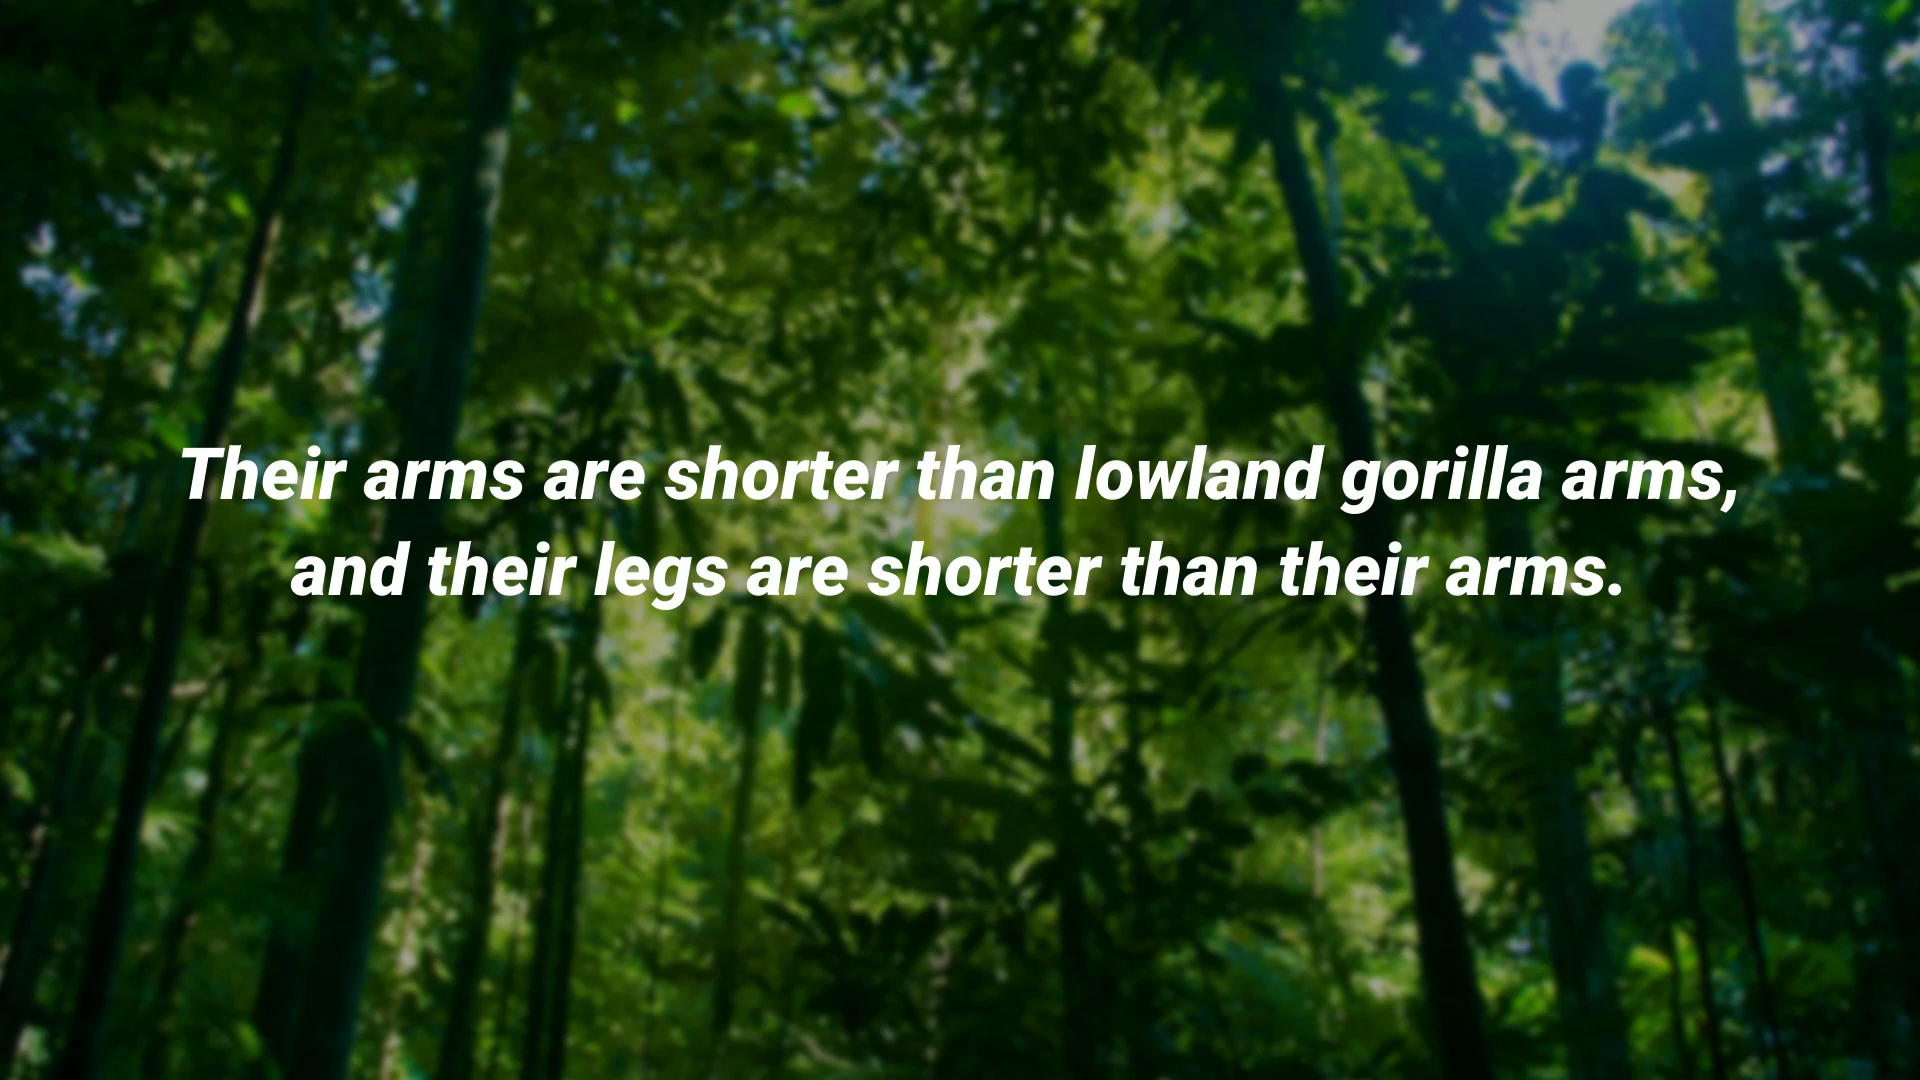 Their arms are shorter than lowland gorilla arms,
and their legs are shorter than their arms.